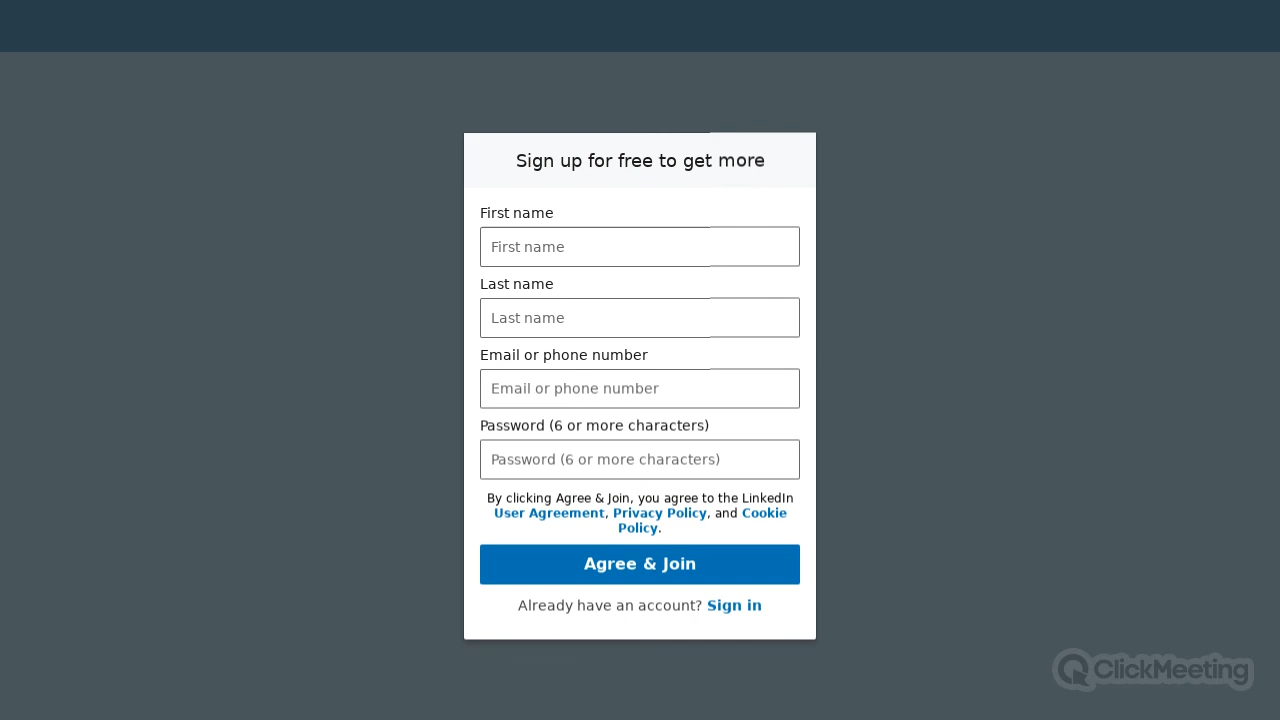 Sign up for free to get more
First name
First name
Last name
Last name
Email or phone number
Email or phone number
Password (6 or more characters)
Password (6 or more characters)
By clicking Agree & Join, you agree to the LinkedIn
User Agreement, Privacy Policy, and Cookie
Policy.
Agree & Join
Already have an account? Sign in
ClickMeeting